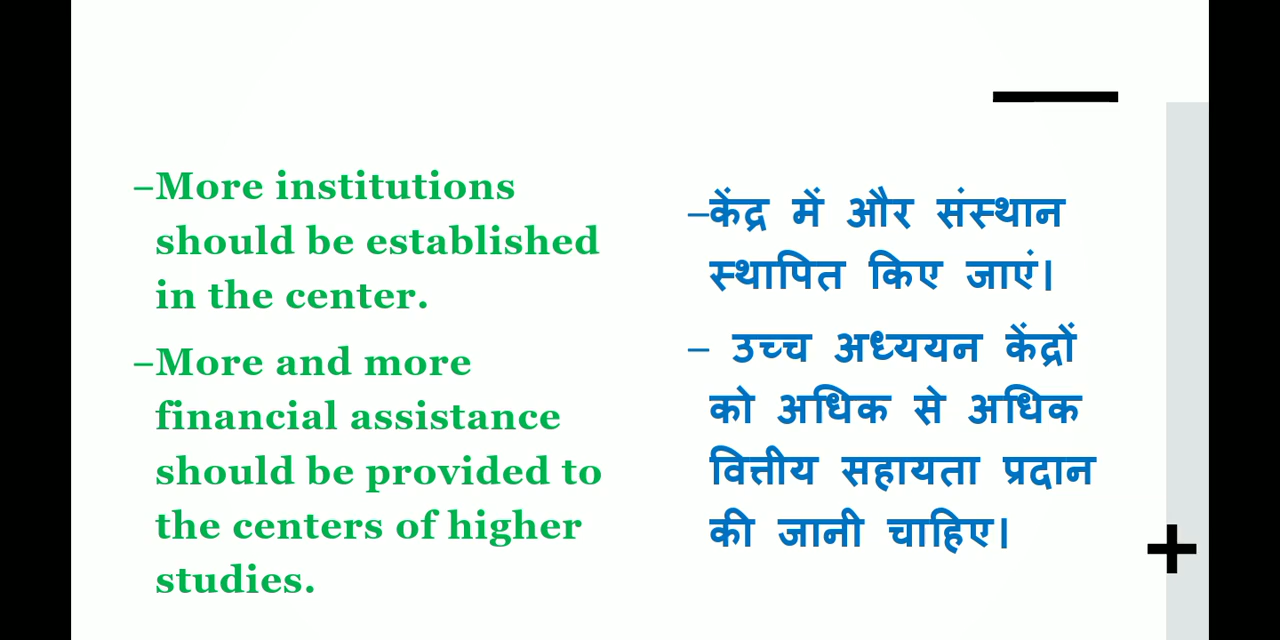 –More institutions
should be established
in the center.
–More and more
financial assistance
should be provided to
the centers of higher
studies.
–केंद्र में और संस्थान
स्थापित किए जाएं।
– उच्च अध्ययन केंद्रों
को अधिक से अधिक
वित्तीय सहायता प्रदान
की जानी चाहिए।